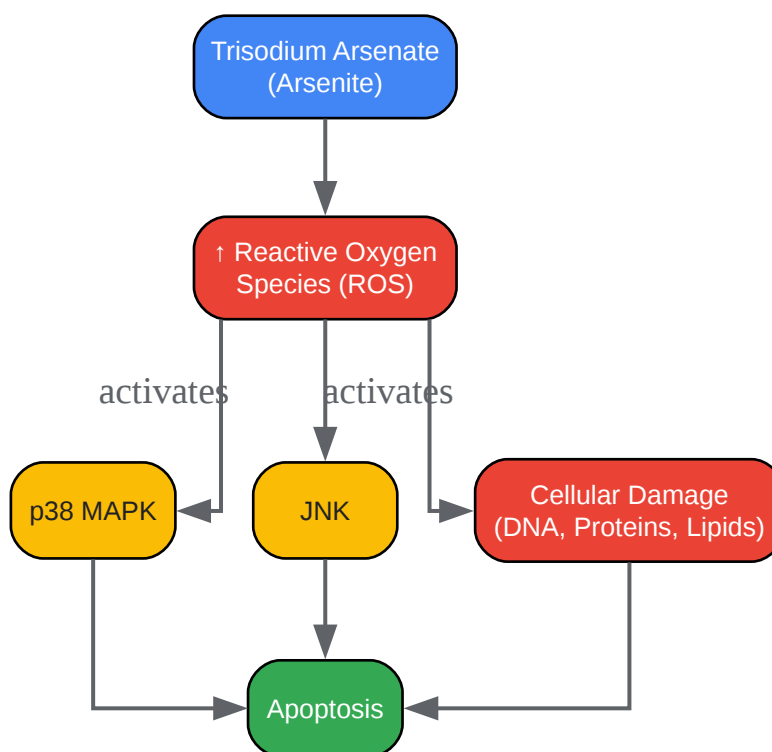 Trisodium Arsenate
(Arsenite)
↑ Reactive Oxygen
Species (ROS)
activates
activates
p38 MAPK
JNK
Cellular Damage
(DNA, Proteins, Lipids)
Apoptosis